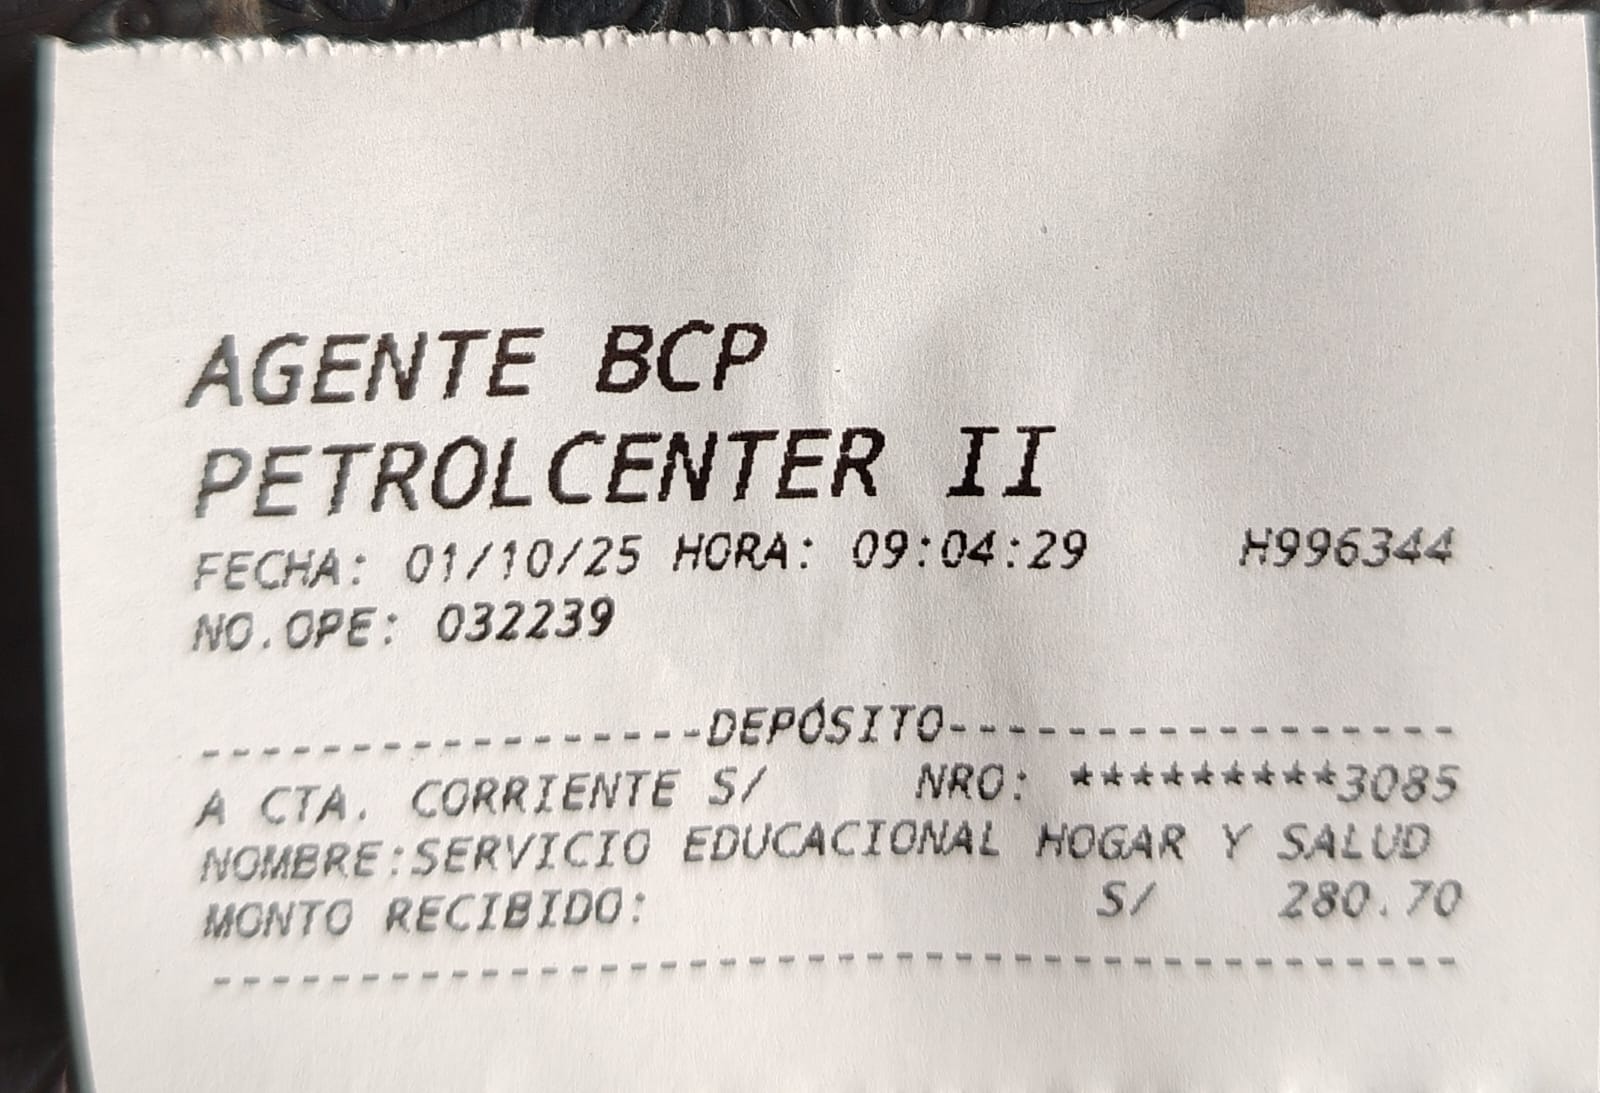 AGENTE BCP
PETROLCENTER II
FECHA: 01/10/25 HORA: 09:04:29 H996344
NO.OPE: 032239
-----------------DEPÓSITO-----------------
A CTA. CORRIENTE S/ NRO: *********3085
NOMBRE:SERVICIO EDUCACIONAL HOGAR Y SALUD
MONTO RECIBIDO: S/ 280.70
------------------------------------------